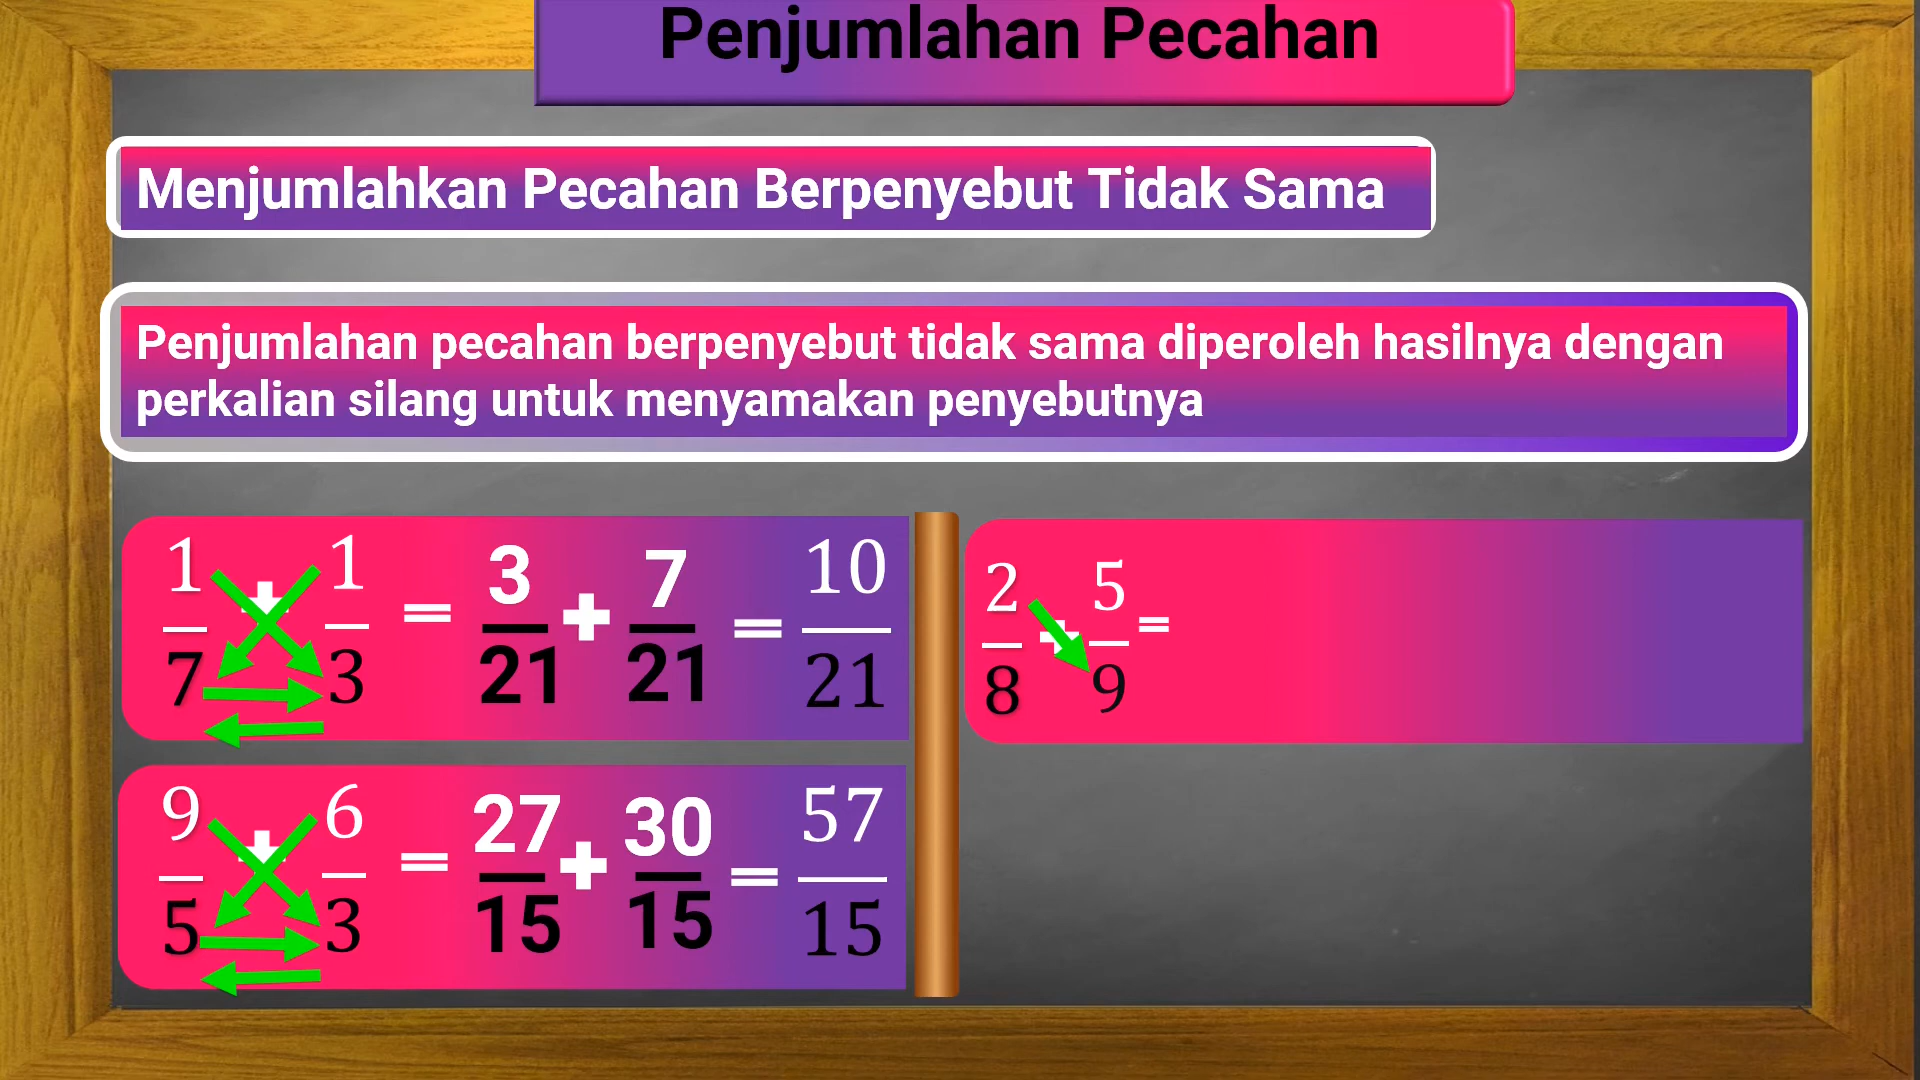 Penjumlahan Pecahan
Menjumlahkan Pecahan Berpenyebut Tidak Sama
Penjumlahan pecahan berpenyebut tidak sama diperoleh hasilnya dengan
perkalian silang untuk menyamakan penyebutnya
1/7 + 1/3 = 3/21 + 7/21 = 10/21
9/5 + 6/3 = 27/15 + 30/15 = 57/15
2/8 + 5/9 =